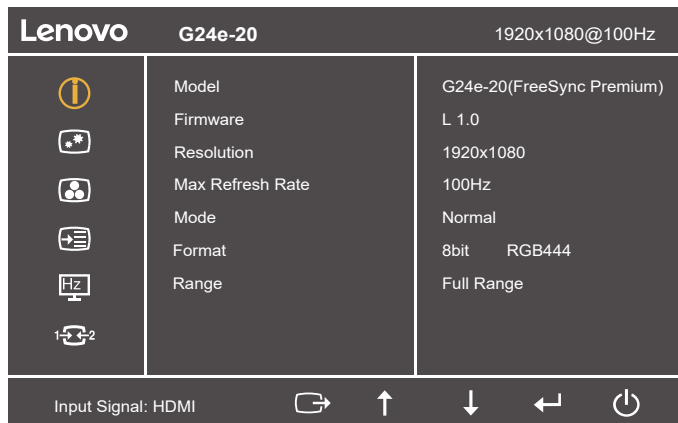 Lenovo G24e-20 1920x1080@100Hz
Model G24e-20(FreeSync Premium)
Firmware L 1.0
Resolution 1920x1080
Max Refresh Rate 100Hz
Mode Normal
Format 8bit RGB444
Range Full Range
Hz
1 2
Input Signal: HDMI